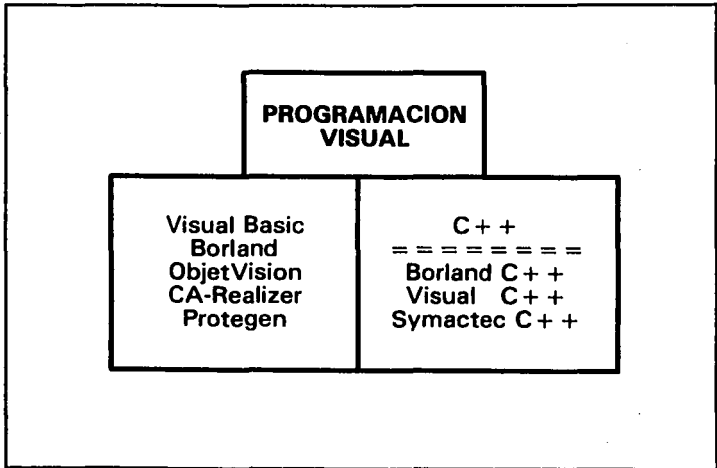 PROGRAMACION
VISUAL
Visual Basic
Borland
ObjetVision
CA-Realizer
Protegen
C++
========
Borland C++
Visual C++
Symactec C++